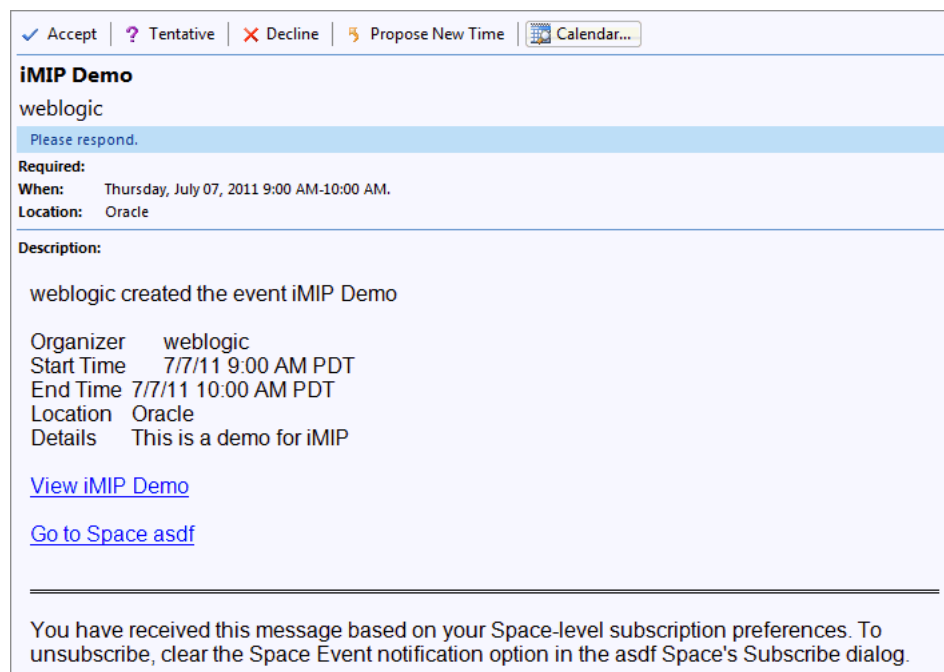 Accept ? Tentative Decline Propose New Time Calendar...
iMIP Demo
weblogic
Please respond.
Required:
When: Thursday, July 07, 2011 9:00 AM-10:00 AM.
Location: Oracle
Description:
weblogic created the event iMIP Demo
Organizer weblogic
Start Time 7/7/11 9:00 AM PDT
End Time 7/7/11 10:00 AM PDT
Location Oracle
Details This is a demo for iMIP
View iMIP Demo
Go to Space asdf
You have received this message based on your Space-level subscription preferences. To
unsubscribe, clear the Space Event notification option in the asdf Space's Subscribe dialog.